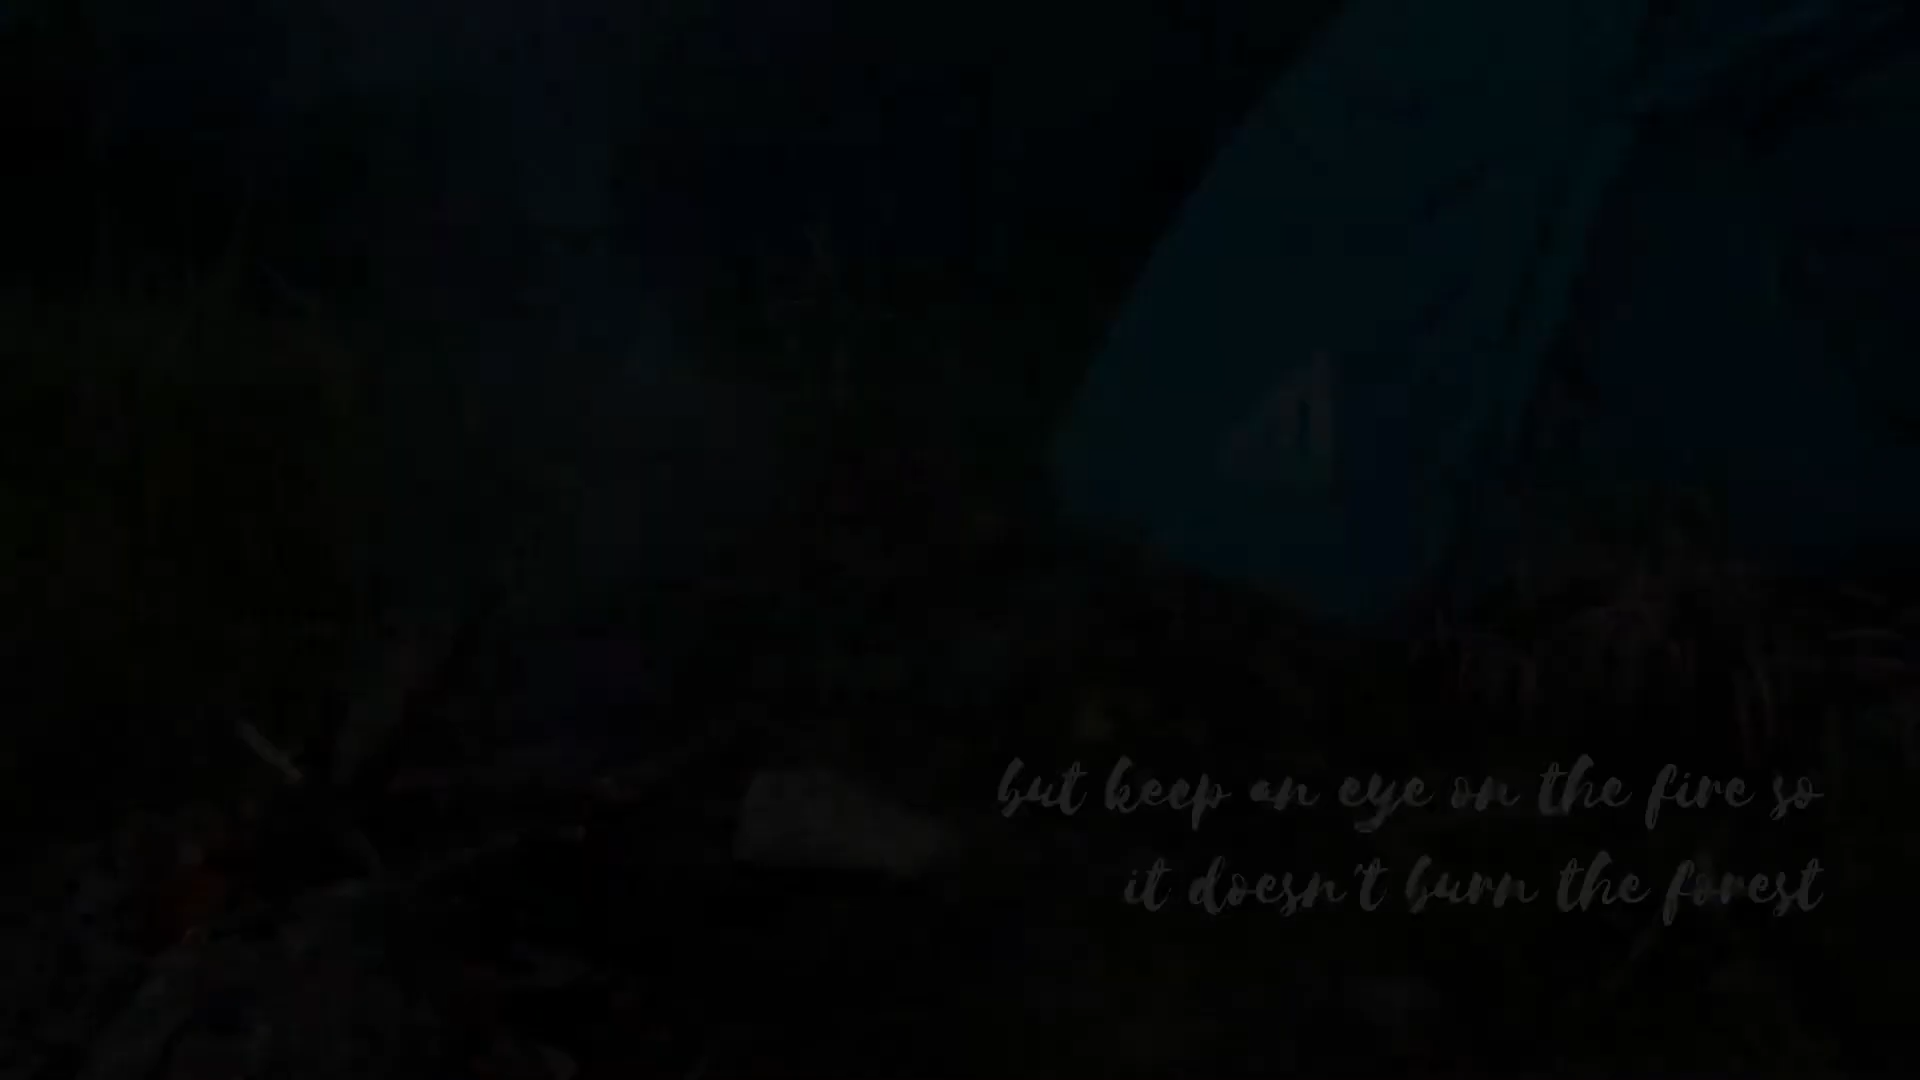 but keep an eye on the fire so
it doesn't burn the forest